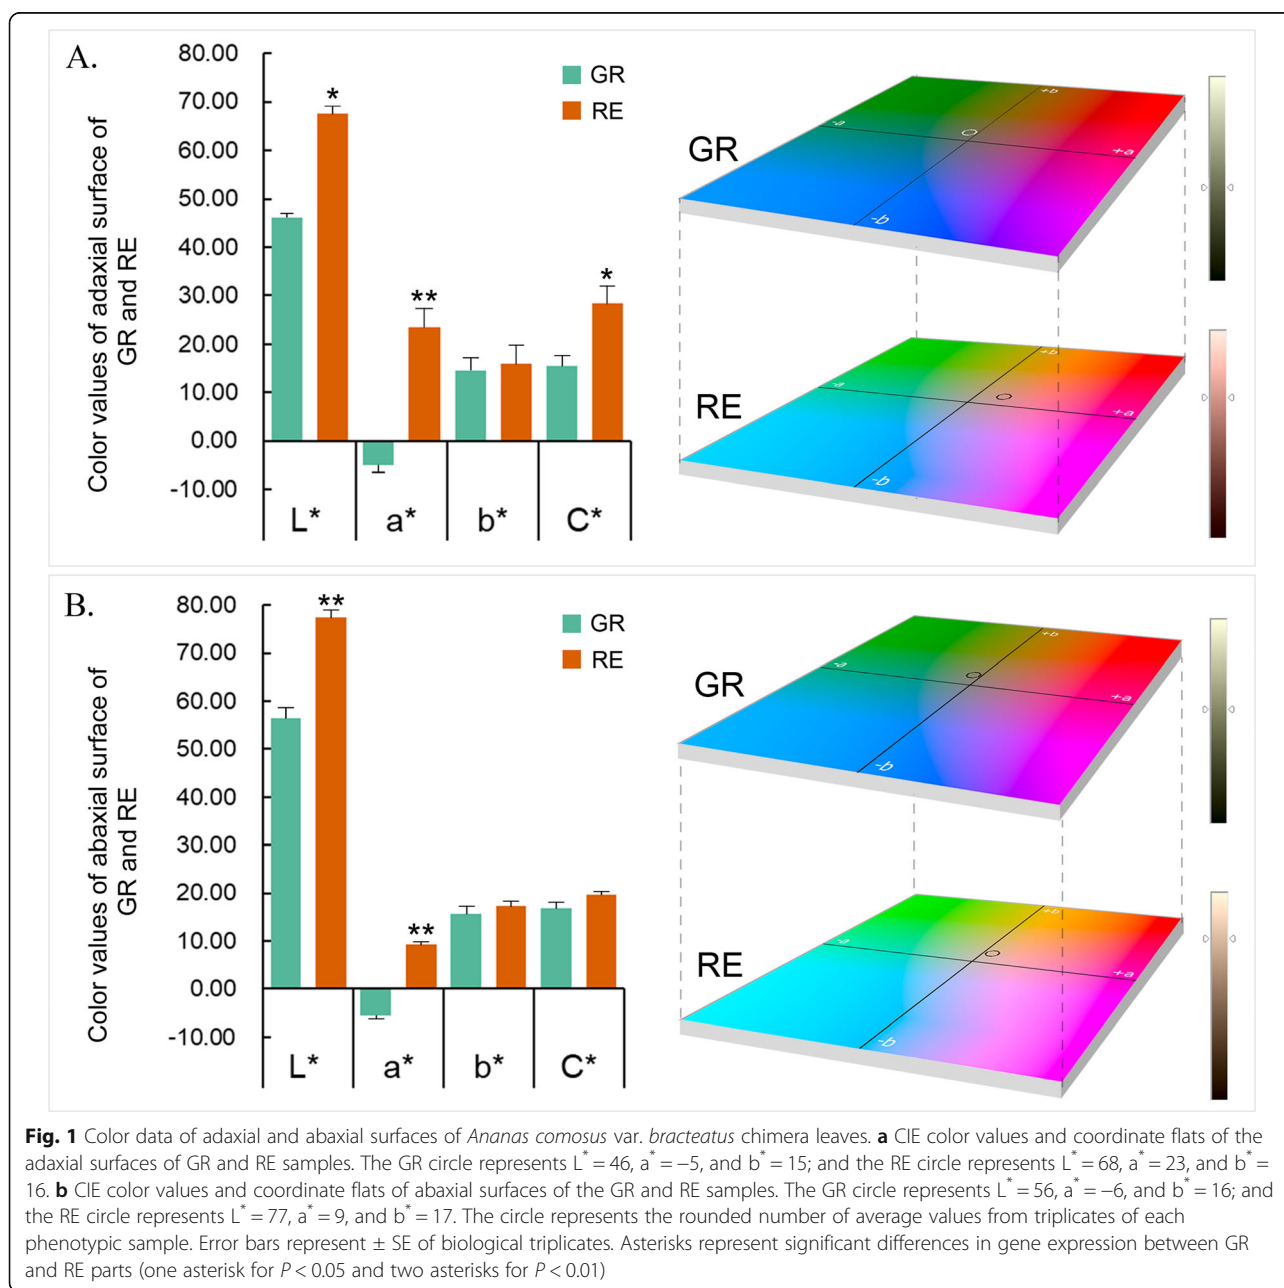 A.
Color values of adaxial surface of
GR and RE
80.00
70.00
60.00
50.00
40.00
30.00
20.00
10.00
0.00
-10.00
*
**
*
GR
RE
L* a* b* C*
GR
+b
-a
+a
-b
RE
+b
-a
+a
-b
B.
Color values of abaxial surface of
GR and RE
80.00
70.00
60.00
50.00
40.00
30.00
20.00
10.00
0.00
-10.00
**
**
GR
RE
L* a* b* C*
GR
+b
-a
+a
-b
RE
+b
-a
+a
-b
Fig. 1 Color data of adaxial and abaxial surfaces of Ananas comosus var. bracteatus chimera leaves. a CIE color values and coordinate flats of the
adaxial surfaces of GR and RE samples. The GR circle represents L* = 46, a* = −5, and b* = 15; and the RE circle represents L* = 68, a* = 23, and b* =
16. b CIE color values and coordinate flats of abaxial surfaces of the GR and RE samples. The GR circle represents L* = 56, a* = −6, and b* = 16; and
the RE circle represents L* = 77, a* = 9, and b* = 17. The circle represents the rounded number of average values from triplicates of each
phenotypic sample. Error bars represent ± SE of biological triplicates. Asterisks represent significant differences in gene expression between GR
and RE parts (one asterisk for P < 0.05 and two asterisks for P < 0.01)